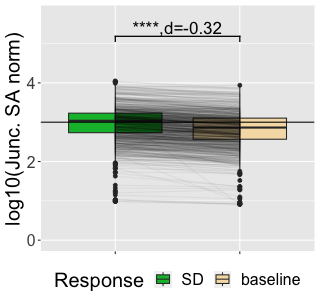 ****,d=-0.32
log10(Junc. SA norm)
4
2
0
Response SD baseline